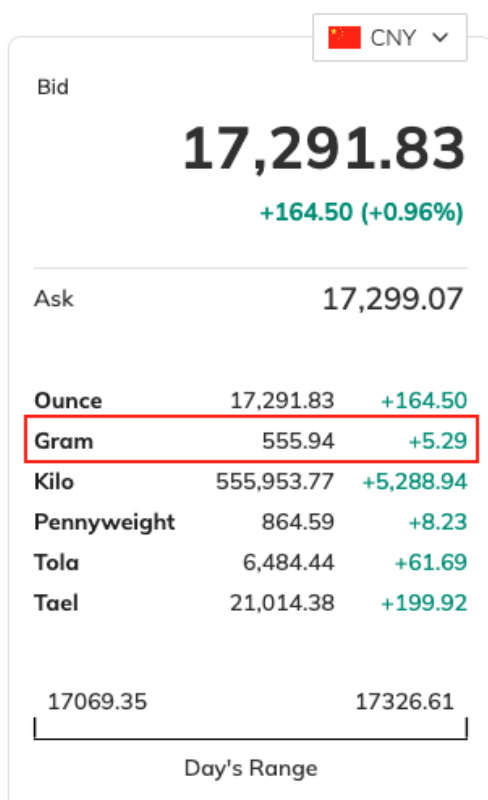 CNY
Bid
17,291.83
+164.50 (+0.96%)
Ask 17,299.07
Ounce 17,291.83 +164.50
Gram 555.94 +5.29
Kilo 555,953.77 +5,288.94
Pennyweight 864.59 +8.23
Tola 6,484.44 +61.69
Tael 21,014.38 +199.92
17069.35 17326.61
Day's Range